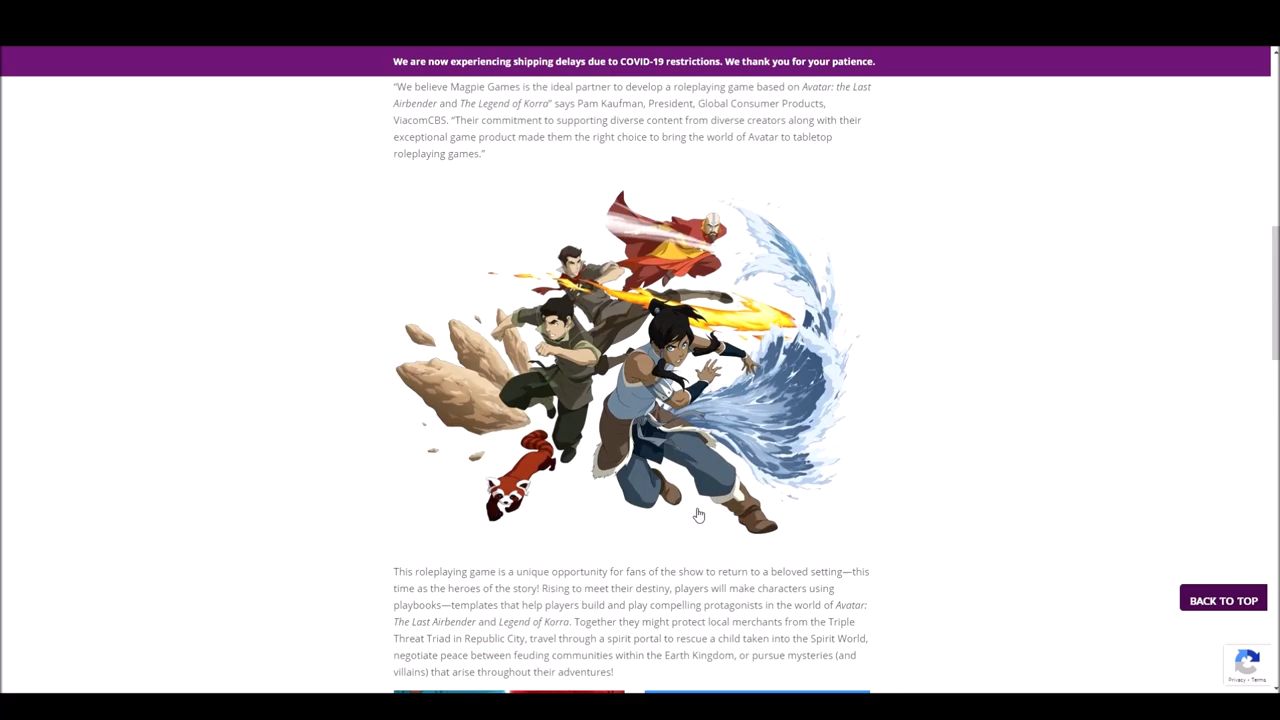 We are now experiencing shipping delays due to COVID-19 restrictions. We thank you for your patience.
“We believe Magpie Games is the ideal partner to develop a roleplaying game based on Avatar: the Last
Airbender and The Legend of Korra” says Pam Kaufman, President, Global Consumer Products,
ViacomCBS. “Their commitment to supporting diverse content from diverse creators along with their
exceptional game product made them the right choice to bring the world of Avatar to tabletop
roleplaying games.”
This roleplaying game is a unique opportunity for fans of the show to return to a beloved setting—this
time as the heroes of the story! Rising to meet their destiny, players will make characters using
playbooks—templates that help players build and play compelling protagonists in the world of Avatar:
The Last Airbender and Legend of Korra. Together they might protect local merchants from the Triple
Threat Triad in Republic City, travel through a spirit portal to rescue a child taken into the Spirit World,
negotiate peace between feuding communities within the Earth Kingdom, or pursue mysteries (and
villains) that arise throughout their adventures!
BACK TO TOP
Privacy - Terms